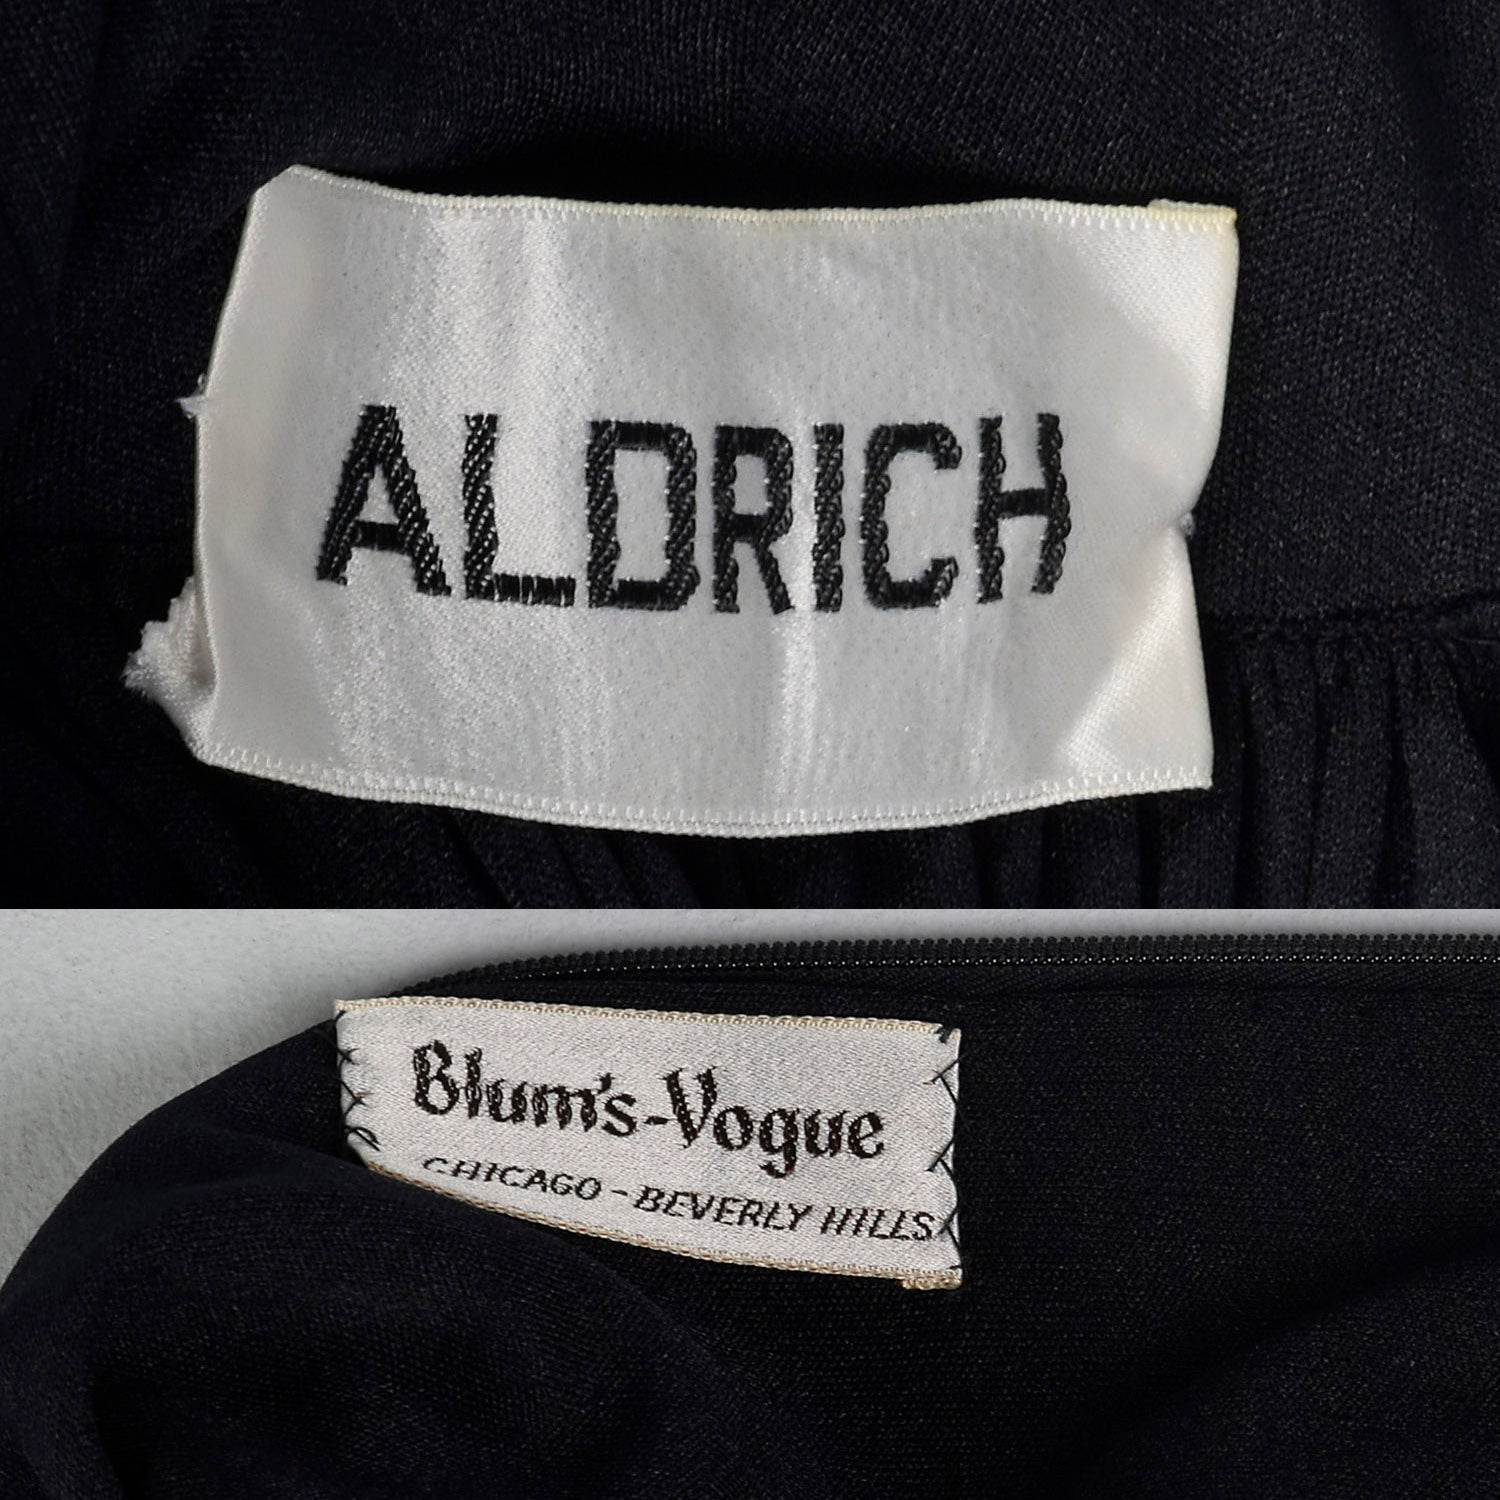 ALDRICH
Blum's-Vogue
CHICAGO - BEVERLY HILLS